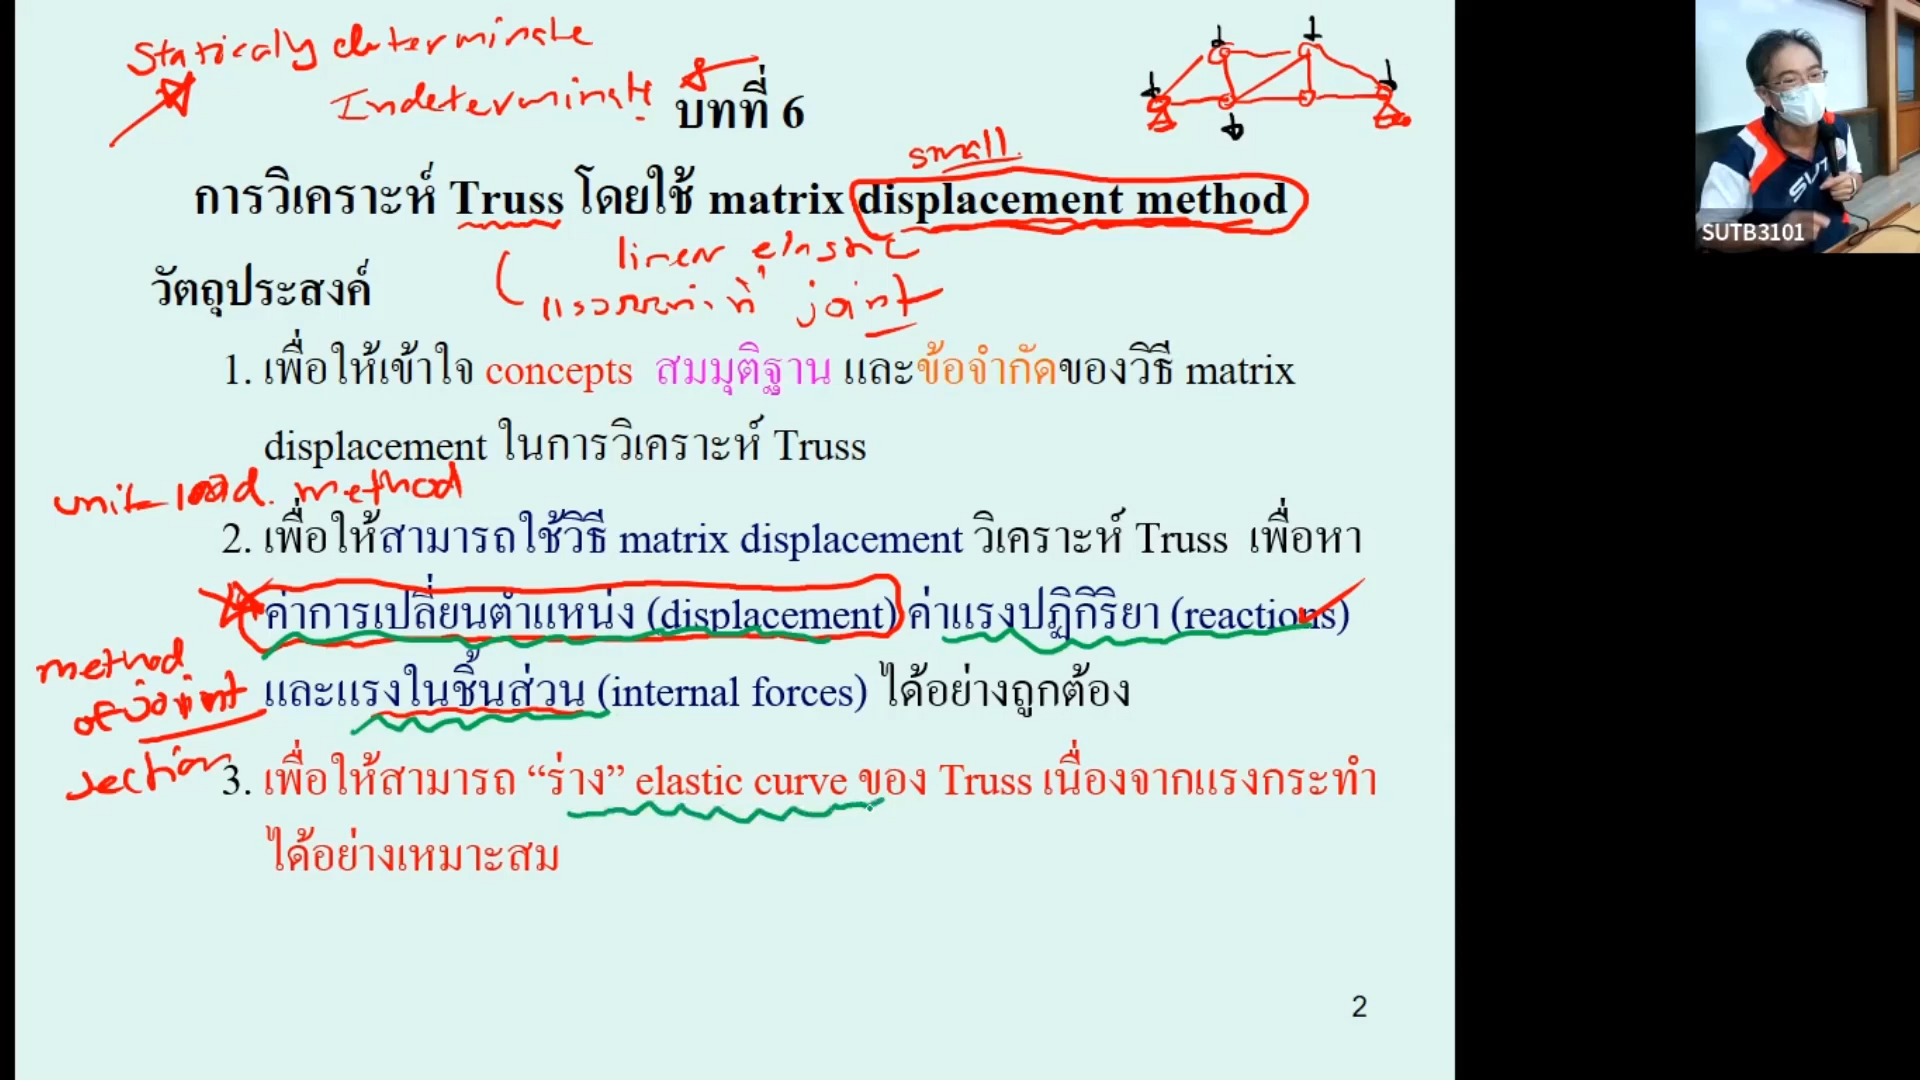 Statically determinate
Indeterminate
บทที่ 6
small
การวิเคราะห์ Truss โดยใช้ matrix displacement method
linear elastic
วัตถุประสงค์
joint
1. เพื่อให้เข้าใจ concepts สมมุติฐาน และข้อจำกัดของวิธี matrix
displacement ในการวิเคราะห์ Truss
unit load method
2. เพื่อให้สามารถใช้วิธี matrix displacement วิเคราะห์ Truss เพื่อหา
ค่าการเปลี่ยนตำแหน่ง (displacement) ค่าแรงปฏิกิริยา (reactions)
method
of joint
และแรงในชิ้นส่วน (internal forces) ได้อย่างถูกต้อง
section
3. เพื่อให้สามารถ “ร่าง” elastic curve ของ Truss เนื่องจากแรงกระทำ
ได้อย่างเหมาะสม
2
SUT
SUTB3101